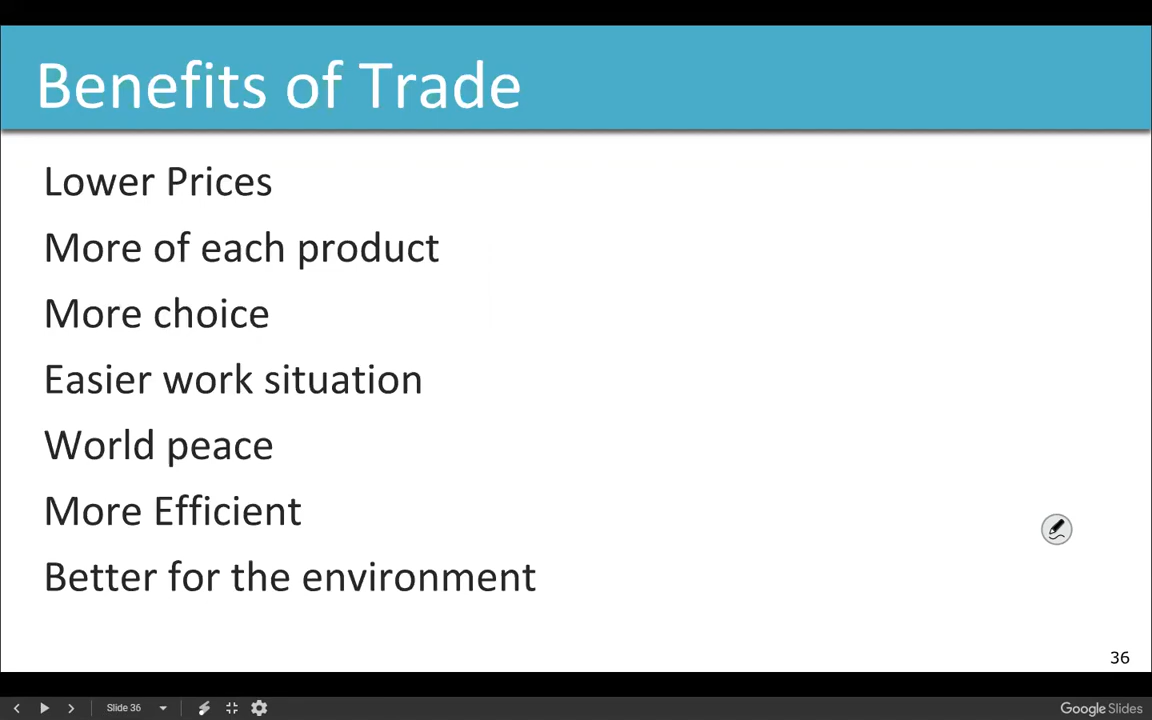 Benefits of Trade
Lower Prices
More of each product
More choice
Easier work situation
World peace
More Efficient
Better for the environment
36
Slide 36
Google Slides